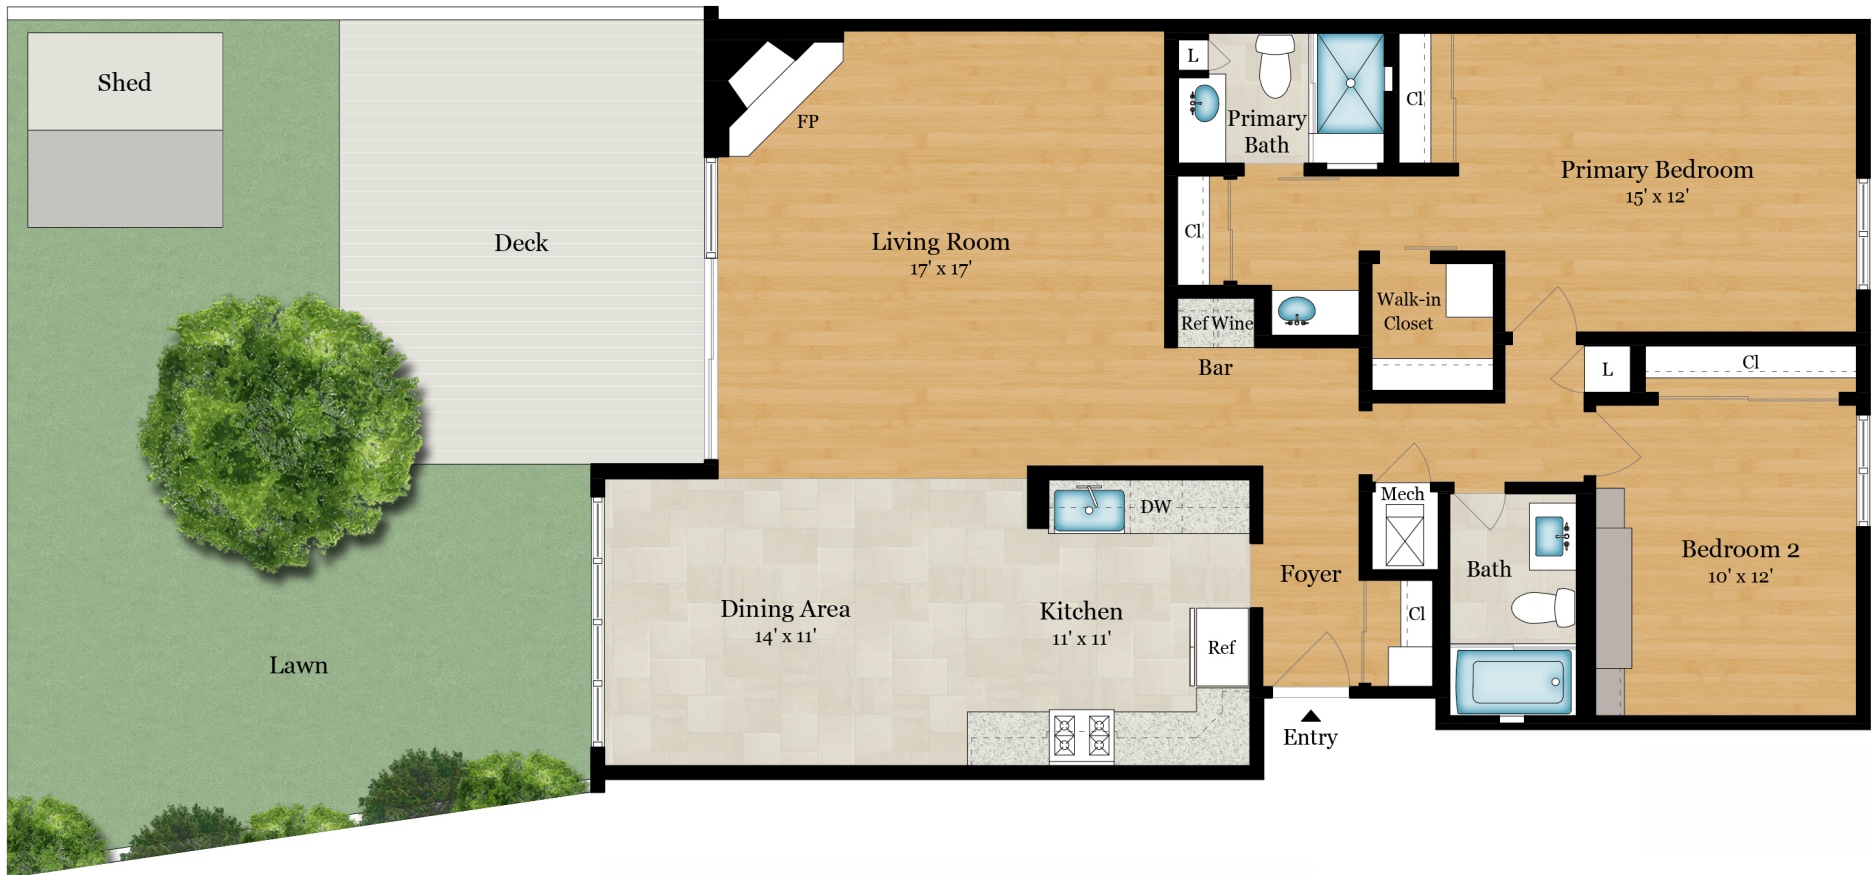 Shed
Deck
Lawn
FP
Living Room
17' x 17'
L
Primary
Bath
Cl
Cl
Primary Bedroom
15' x 12'
Ref Wine
Bar
Walk-in
Closet
L
Cl
Mech
DW
Dining Area
14' x 11'
Kitchen
11' x 11'
Ref
Foyer
Cl
Bath
Bedroom 2
10' x 12'
Entry